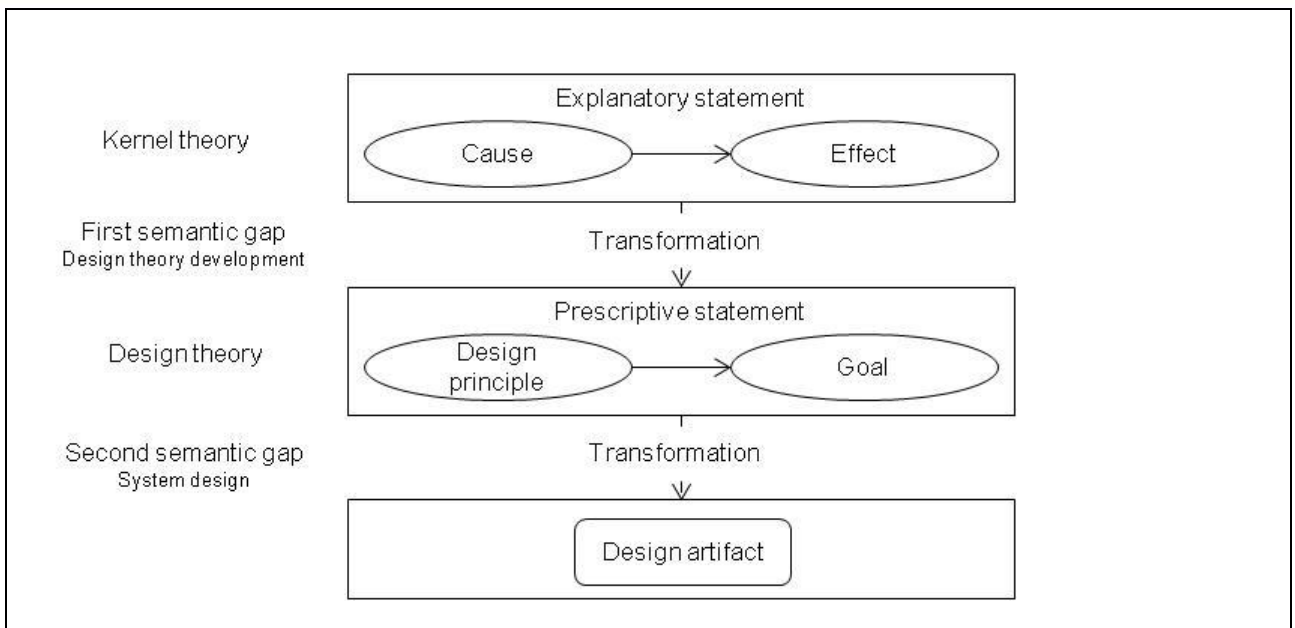 Explanatory statement
Kernel theory
Cause
Effect
First semantic gap
Design theory development
Transformation
Prescriptive statement
Design theory
Design
principle
Goal
Second semantic gap
System design
Transformation
Design artifact